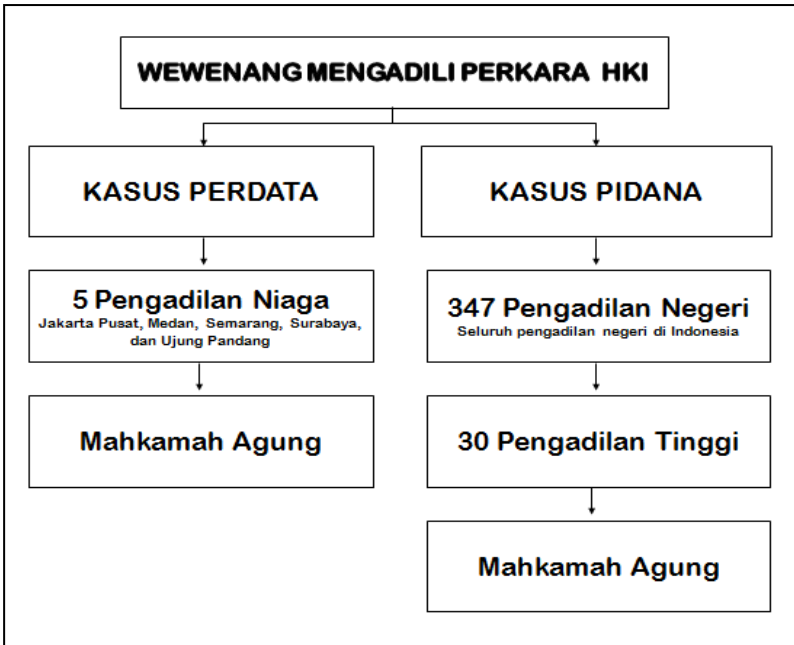 WEWENANG MENGADILI PERKARA HKI
KASUS PERDATA
KASUS PIDANA
5 Pengadilan Niaga
Jakarta Pusat, Medan, Semarang, Surabaya,
dan Ujung Pandang
347 Pengadilan Negeri
Seluruh pengadilan negeri di Indonesia
Mahkamah Agung
30 Pengadilan Tinggi
Mahkamah Agung